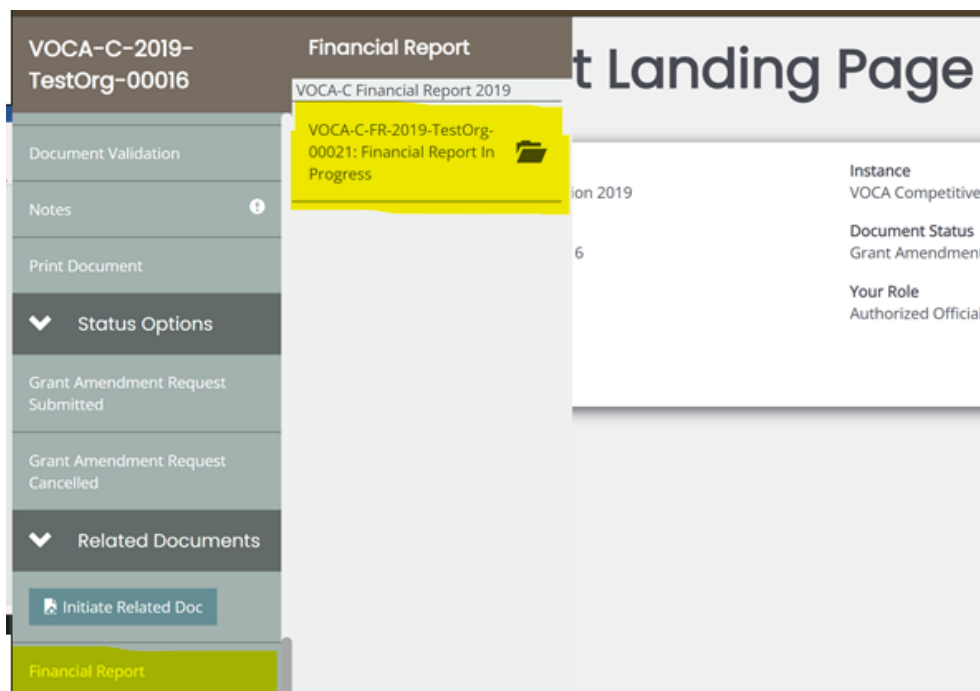 VOCA-C-2019-
TestOrg-00016
Document Validation
Notes
Print Document
Status Options
Grant Amendment Request
Submitted
Grant Amendment Request
Cancelled
Related Documents
Initiate Related Doc
Financial Report
Financial Report
VOCA-C Financial Report 2019
VOCA-C-FR-2019-TestOrg-
00021: Financial Report In
Progress
t Landing Page
ion 2019
6
Instance
VOCA Competitive
Document Status
Grant Amendment
Your Role
Authorized Official